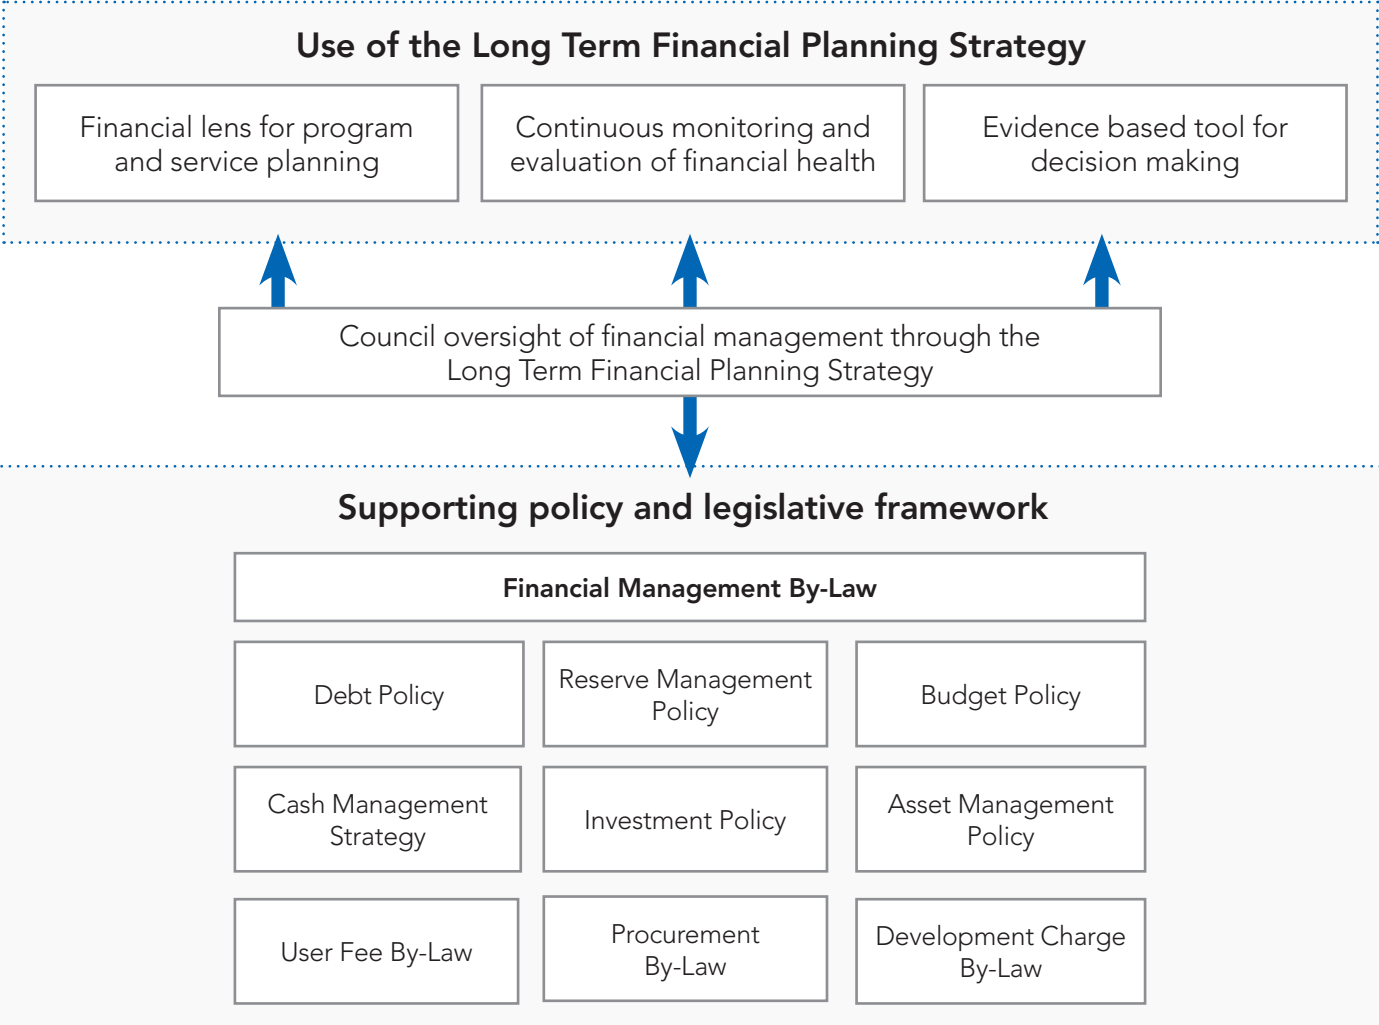 Use of the Long Term Financial Planning Strategy
Financial lens for program
and service planning
Continuous monitoring and
evaluation of financial health
Evidence based tool for
decision making
Council oversight of financial management through the
Long Term Financial Planning Strategy
Supporting policy and legislative framework
Financial Management By-Law
Debt Policy
Reserve Management
Policy
Budget Policy
Cash Management
Strategy
Investment Policy
Asset Management
Policy
User Fee By-Law
Procurement
By-Law
Development Charge
By-Law